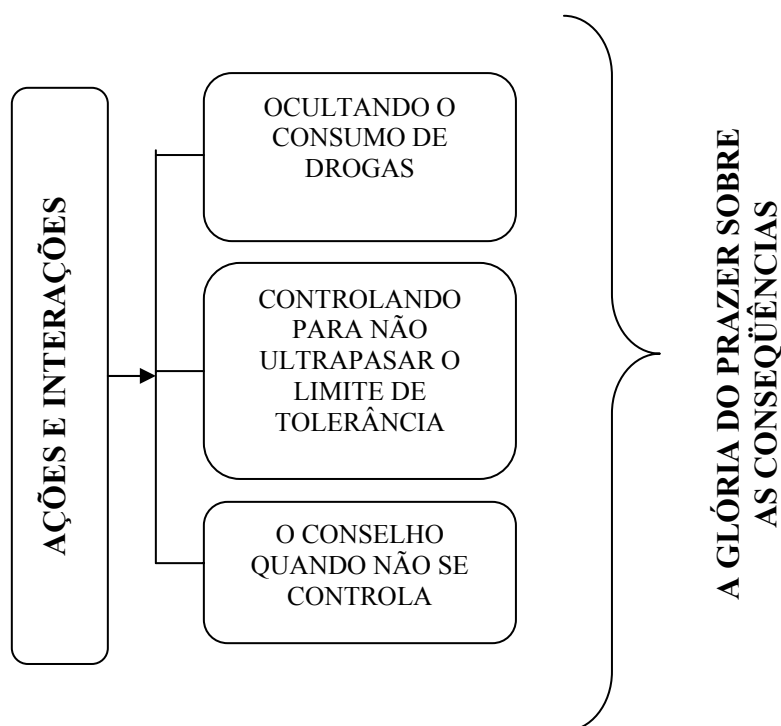 AÇÕES E INTERAÇÕES
OCULTANDO O
CONSUMO DE
DROGAS
CONTROLANDO
PARA NÃO
ULTRAPASAR O
LIMITE DE
TOLERÂNCIA
O CONSELHO
QUANDO NÃO SE
CONTROLA
A GLÓRIA DO PRAZER SOBRE
AS CONSEQÜÊNCIAS